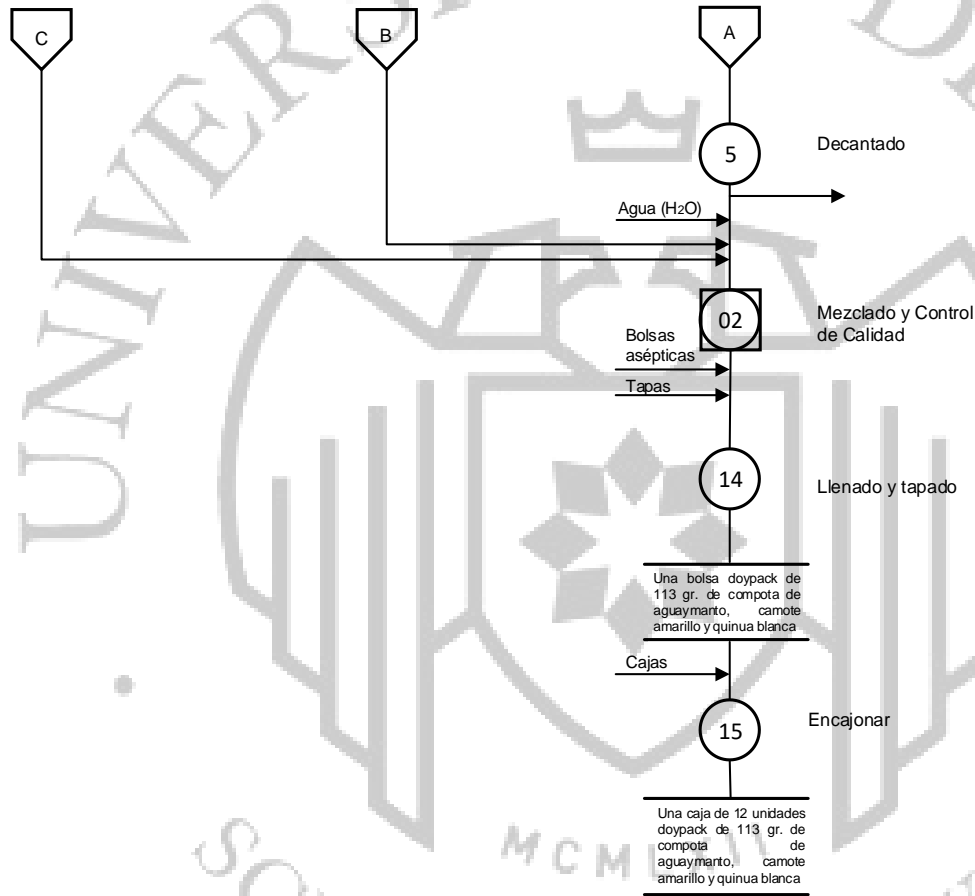 C
B
A
5
Decantado
Agua (H2O)
02
Mezclado y Control
de Calidad
Bolsas
asépticas
Tapas
14
Llenado y tapado
Una bolsa doypack de
113 gr. de compota de
aguaymanto, camote
amarillo y quinua blanca
Cajas
15
Encajonar
Una caja de 12 unidades
doypack de 113 gr. de
compota de
aguaymanto, camote
amarillo y quinua blanca
MCMLXII